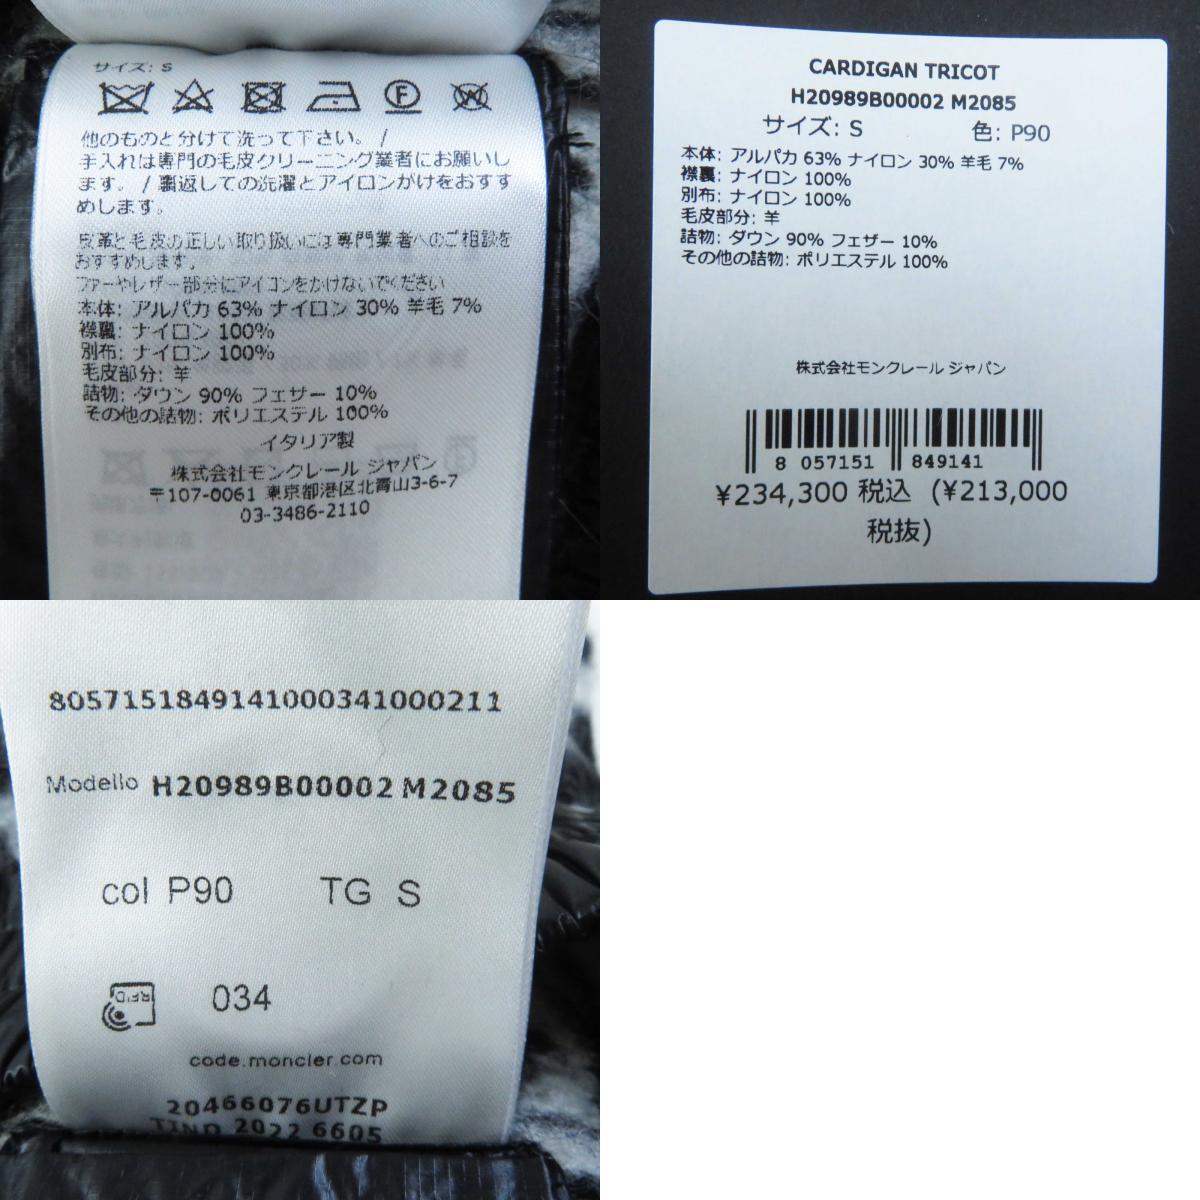 サイズ: S
他のものと分けて洗って下さい。 /
手入れは専門の毛皮クリーニング業者にお願いし
ます。 / 裏返しての洗濯とアイロンがけをおすす
めします。
皮革と毛皮の正しい取り扱いには専門業者へのご相談を
おすすめします。
ファーやレザー部分にアイロンをかけないでください
本体: アルパカ 63% ナイロン 30% 羊毛 7%
襟裏: ナイロン 100%
別布: ナイロン 100%
毛皮部分: 羊
詰物: ダウン 90% フェザー 10%
その他の詰物: ポリエステル 100%
イタリア製
株式会社モンクレール ジャパン
〒107-0061 東京都港区北青山3-6-7
03-3486-2110
CARDIGAN TRICOT
H20989B00002 M2085
サイズ: S 色: P90
本体: アルパカ 63% ナイロン 30% 羊毛 7%
襟裏: ナイロン 100%
別布: ナイロン 100%
毛皮部分: 羊
詰物: ダウン 90% フェザー 10%
その他の詰物: ポリエステル 100%
株式会社モンクレール ジャパン
8 057151 849141
¥234,300 税込 (¥213,000
税抜)
8057151849141000341000211
Modello H20989B00002 M2085
col P90 TG S
RFID 034
code.moncler.com
20466076UTZP
TIND 2022 6605